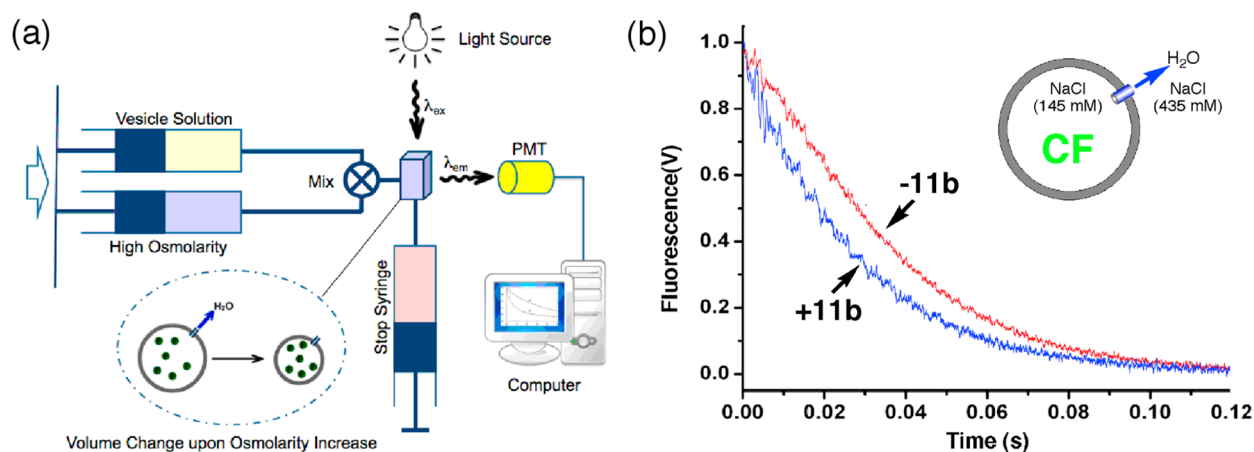 (a)
Light Source
λex
Vesicle Solution
Mix
λem
PMT
High Osmolarity
H₂O
Stop Syringe
Computer
Volume Change upon Osmolarity Increase
(b)
Fluorescence(V)
1.0
0.8
0.6
0.4
0.2
0.0
0.00
0.02
0.04
0.06
0.08
0.10
0.12
Time (s)
-11b
+11b
H₂O
NaCl
(145 mM)
NaCl
(435 mM)
CF